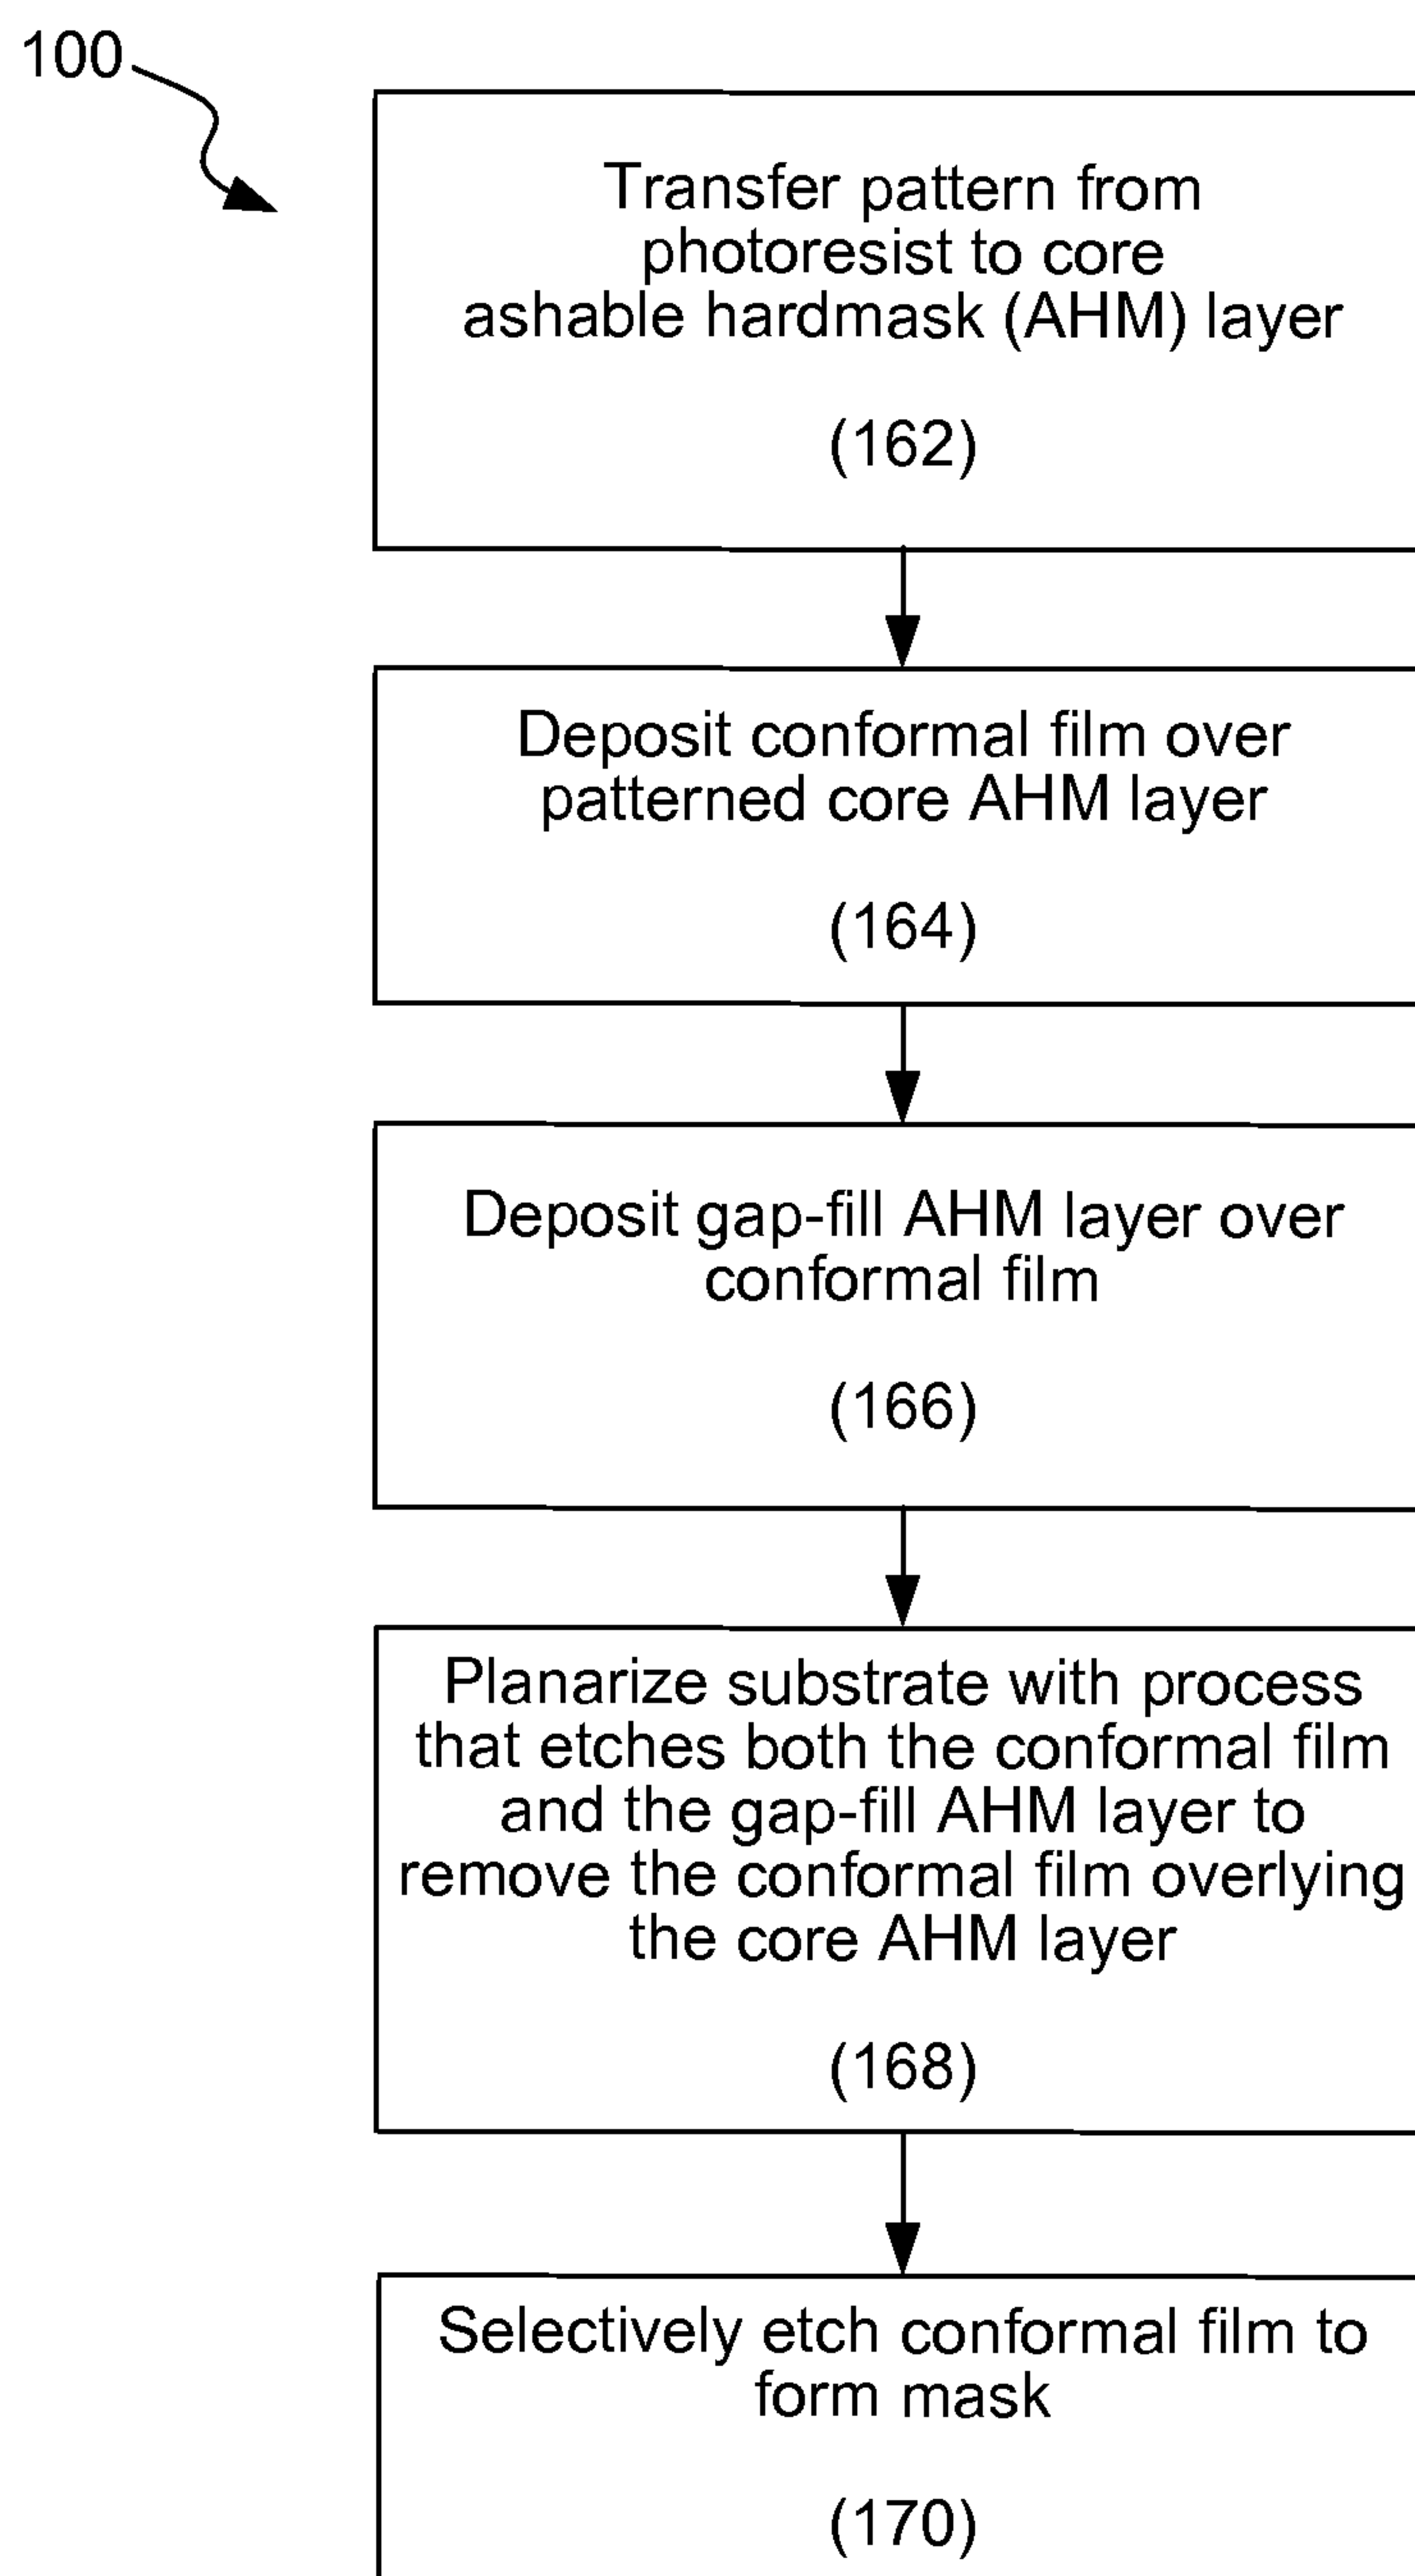 100
Transfer pattern from
photoresist to core
ashable hardmask (AHM) layer
(162)
Deposit conformal film over
patterned core AHM layer
(164)
Deposit gap-fill AHM layer over
conformal film
(166)
Planarize substrate with process
that etches both the conformal film
and the gap-fill AHM layer to
remove the conformal film overlying
the core AHM layer
(168)
Selectively etch conformal film to
form mask
(170)